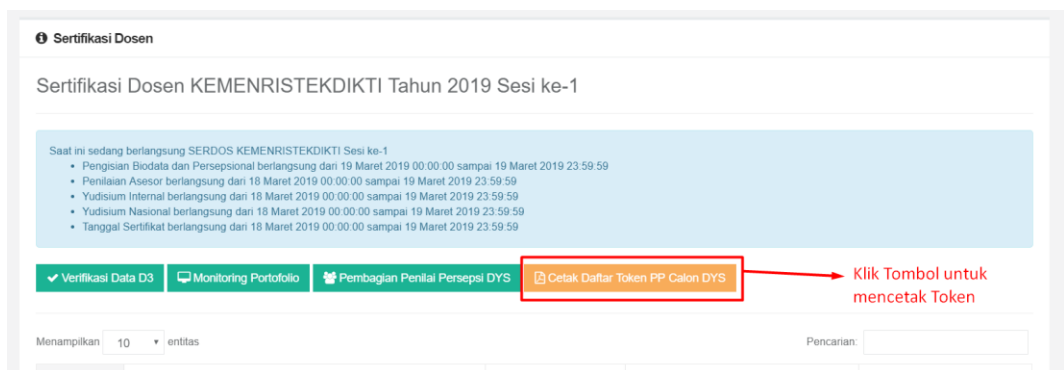 Sertifikasi Dosen
Sertifikasi Dosen KEMENRISTEKDIKTI Tahun 2019 Sesi ke-1
Saat ini sedang berlangsung SERDOS KEMENRISTEKDIKTI Sesi ke-1
• Pengisian Biodata dan Persepsional berlangsung dari 19 Maret 2019 00:00:00 sampai 19 Maret 2019 23:59:59
• Penilaian Asesor berlangsung dari 18 Maret 2019 00:00:00 sampai 19 Maret 2019 23:59:59
• Yudisium Internal berlangsung dari 18 Maret 2019 00:00:00 sampai 19 Maret 2019 23:59:59
• Yudisium Nasional berlangsung dari 18 Maret 2019 00:00:00 sampai 19 Maret 2019 23:59:59
• Tanggal Sertifikat berlangsung dari 18 Maret 2019 00:00:00 sampai 19 Maret 2019 23:59:59
Verifikasi Data D3 Monitoring Portofolio Pembagian Penilai Persepsi DYS Cetak Daftar Token PP Calon DYS
Klik Tombol untuk
mencetak Token
Menampilkan 10 entitas Pencarian: